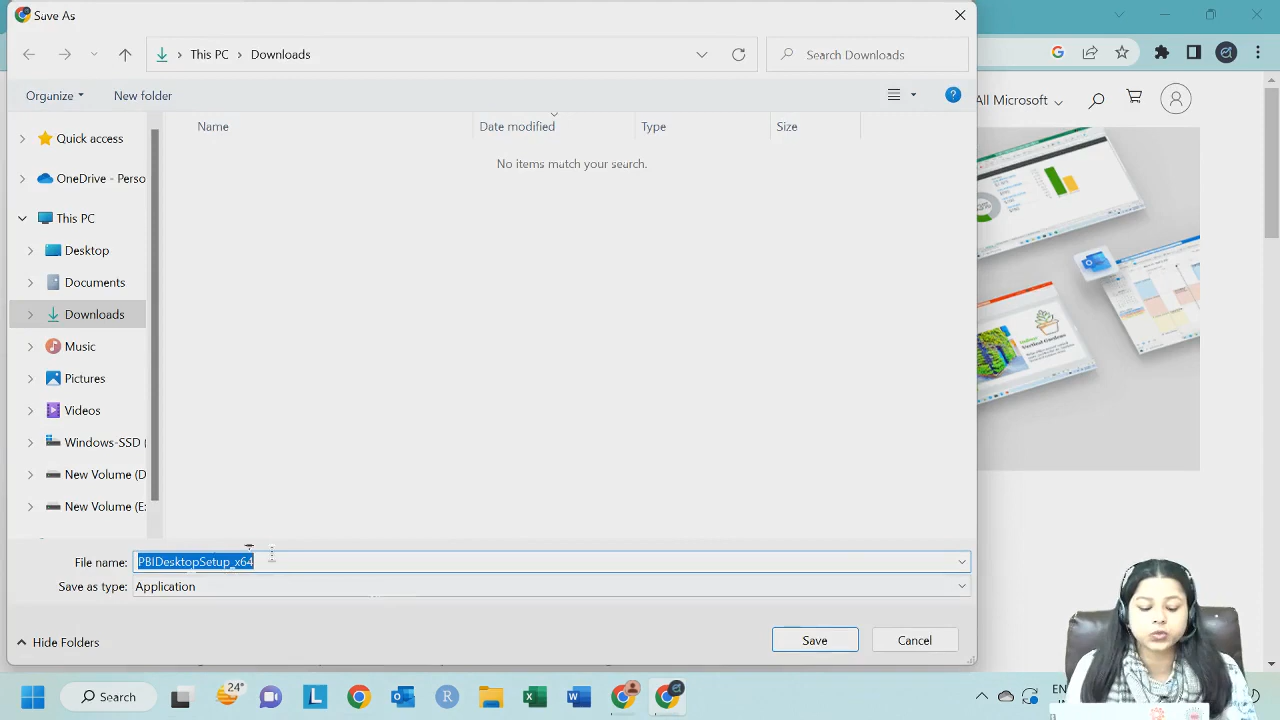 Save As
This PC
Downloads
Search Downloads
Organize
New folder
All Microsoft
Name
Date modified
Type
Size
No items match your search.
Quick access
OneDrive - Perso
This PC
Desktop
Documents
Downloads
Music
Pictures
Videos
Windows-SSD (
New Volume (D
New Volume (E
File name:
PBIDesktopSetup_x64
Save as type:
Application
Hide Folders
Save
Cancel
24°
Search
EN